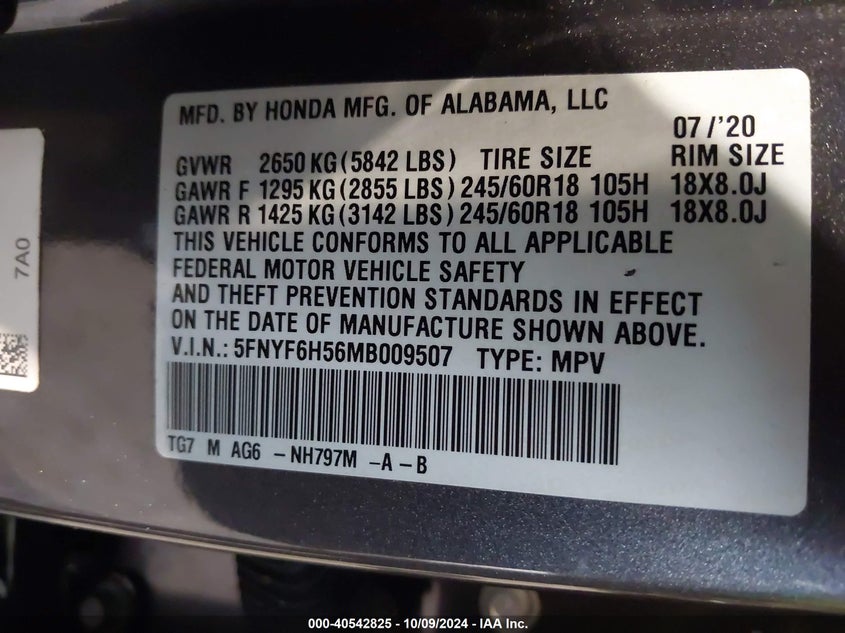 MFD. BY HONDA MFG. OF ALABAMA, LLC
07/'20
GVWR 2650 KG (5842 LBS) TIRE SIZE RIM SIZE
GAWR F 1295 KG (2855 LBS) 245/60R18 105H 18X8.0J
GAWR R 1425 KG (3142 LBS) 245/60R18 105H 18X8.0J
THIS VEHICLE CONFORMS TO ALL APPLICABLE
FEDERAL MOTOR VEHICLE SAFETY
AND THEFT PREVENTION STANDARDS IN EFFECT
ON THE DATE OF MANUFACTURE SHOWN ABOVE.
V.I.N.: 5FNYF6H56MB009507 TYPE: MPV
TG7 M AG6 -NH797M -A-B
7A0
000-40542825 - 10/09/2024 - IAA Inc.